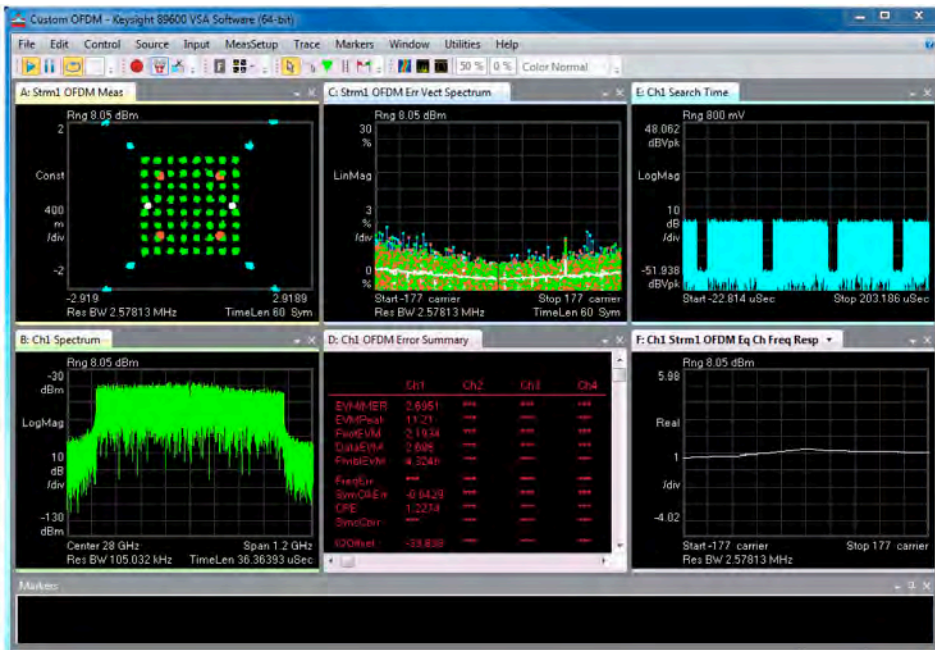 Custom OFDM - Keysight 89600 VSA Software (64-bit)
File Edit Control Source Input MeasSetup Trace Markers Window Utilities Help
50 % 0 % Color Normal
A: Strm1 OFDM Meas
Rng 8.05 dBm
2
Const
400
m
/div
-2
-2.919 2.9189
Res BW 2.57813 MHz TimeLen 60 Sym
C: Strm1 OFDM Err Vect Spectrum
Rng 8.05 dBm
30
%
LinMag
3
%
/div
0
%
Start -177 carrier Stop 177 carrier
Res BW 2.57813 MHz TimeLen 60 Sym
E: Ch1 Search Time
Rng 800 mV
48.062
dBVpk
LogMag
10
dB
/div
-51.938
dBVpk
Start -22.814 uSec Stop 203.186 uSec
B: Ch1 Spectrum
Rng 8.05 dBm
-30
dBm
LogMag
10
dB
/div
-130
dBm
Center 28 GHz Span 1.2 GHz
Res BW 105.032 kHz TimeLen 36.36393 uSec
D: Ch1 OFDM Error Summary
Ch1 Ch2 Ch3 Ch4
EVM/MER 2.6951 *** *** ***
EVMPeak 11.21 *** *** ***
PilotEVM 2.1934 *** *** ***
DataEVM *** *** ***
PmblEVM 4.3246 *** *** ***
FreqErr *** *** *** ***
SymClkErr -0.6429 *** *** ***
CPE 1.2274 *** *** ***
SyncCorr *** *** ***
IQOffset *** *** ***
F: Ch1 Strm1 OFDM Eq Ch Freq Resp
Rng 8.05 dBm
5.98
Real
1
/div
-4.02
Start -177 carrier Stop 177 carrier
Res BW 2.57813 MHz
Markers